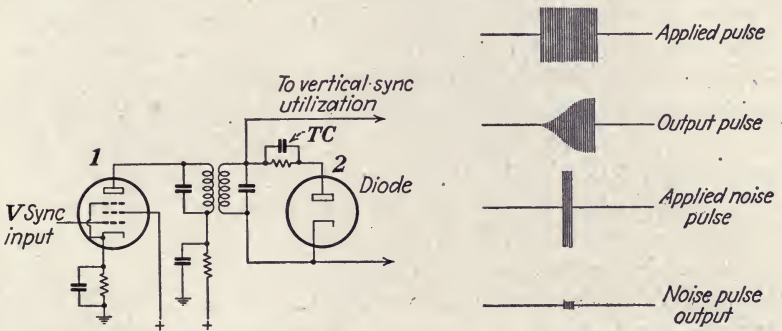 To vertical-sync
utilization
TC
1
2
Diode
V Sync
input
+
+
Applied pulse
Output pulse
Applied noise
pulse
Noise pulse
output